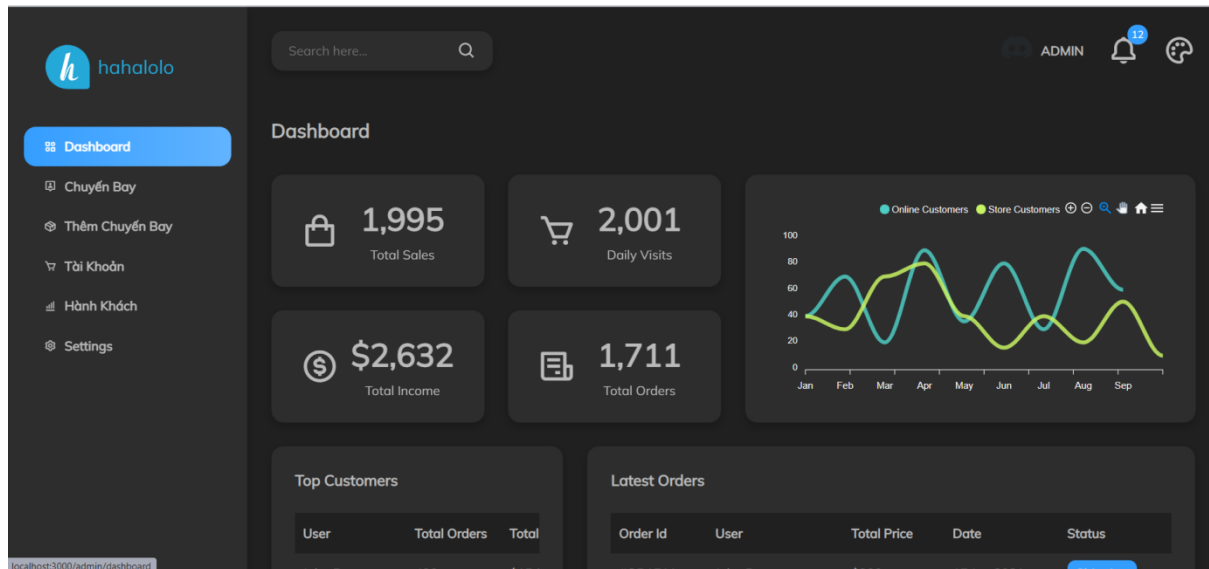 hahalolo
Search here...
ADMIN
12
Dashboard
Chuyến Bay
Thêm Chuyến Bay
Tài Khoản
Hành Khách
Settings
Dashboard
1,995
Total Sales
2,001
Daily Visits
$2,632
Total Income
1,711
Total Orders
Online Customers Store Customers
100
80
60
40
20
0
Jan Feb Mar Apr May Jun Jul Aug Sep
Top Customers
User Total Orders Total
Latest Orders
Order Id User Total Price Date Status
localhost:3000/admin/dashboard